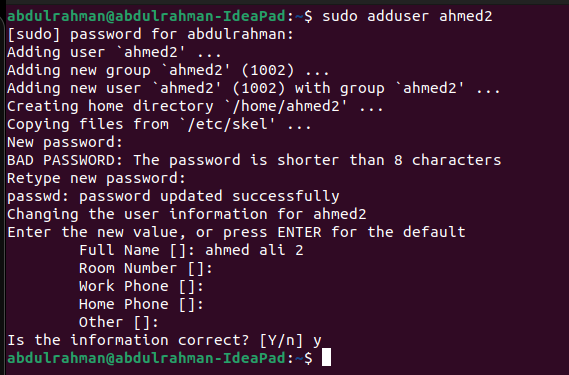 abdulrahman@abdulrahman-IdeaPad:~$ sudo adduser ahmed2
[sudo] password for abdulrahman:
Adding user `ahmed2' ...
Adding new group `ahmed2' (1002) ...
Adding new user `ahmed2' (1002) with group `ahmed2' ...
Creating home directory `/home/ahmed2' ...
Copying files from `/etc/skel' ...
New password:
BAD PASSWORD: The password is shorter than 8 characters
Retype new password:
passwd: password updated successfully
Changing the user information for ahmed2
Enter the new value, or press ENTER for the default
        Full Name []: ahmed ali 2
        Room Number []:
        Work Phone []:
        Home Phone []:
        Other []:
Is the information correct? [Y/n] y
abdulrahman@abdulrahman-IdeaPad:~$